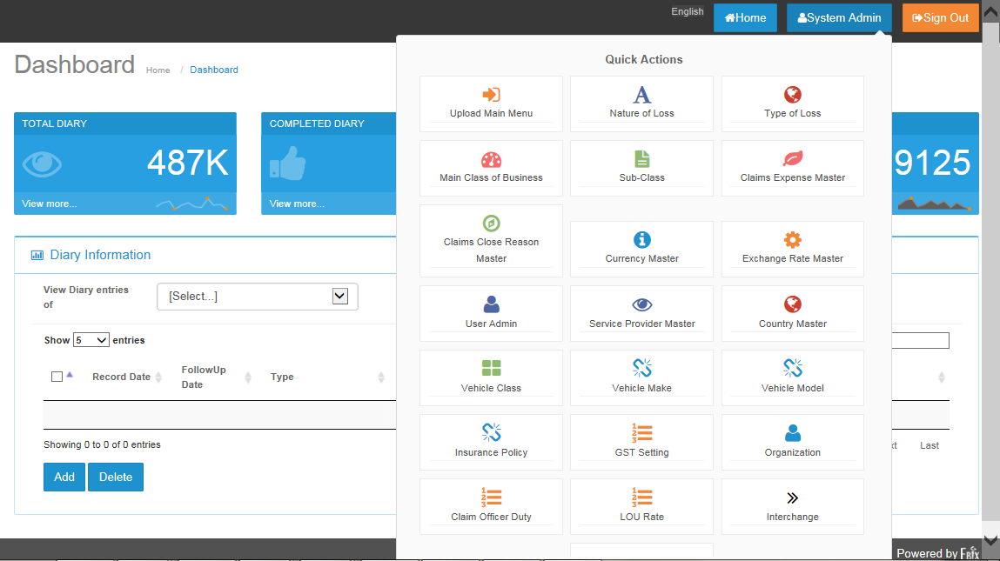 English
Home
System Admin
Sign Out
Dashboard
Home / Dashboard
Quick Actions
Upload Main Menu
Nature of Loss
Type of Loss
Main Class of Business
Sub-Class
Claims Expense Master
Claims Close Reason
Master
Currency Master
Exchange Rate Master
User Admin
Service Provider Master
Country Master
Vehicle Class
Vehicle Make
Vehicle Model
Insurance Policy
GST Setting
Organization
Claim Officer Duty
LOU Rate
Interchange
TOTAL DIARY
487K
View more...
COMPLETED DIARY
View more...
9125
Diary Information
View Diary entries
of
[Select...]
Show 5 entries
Record Date
FollowUp
Date
Type
Showing 0 to 0 of 0 entries
Last
Add
Delete
Powered by